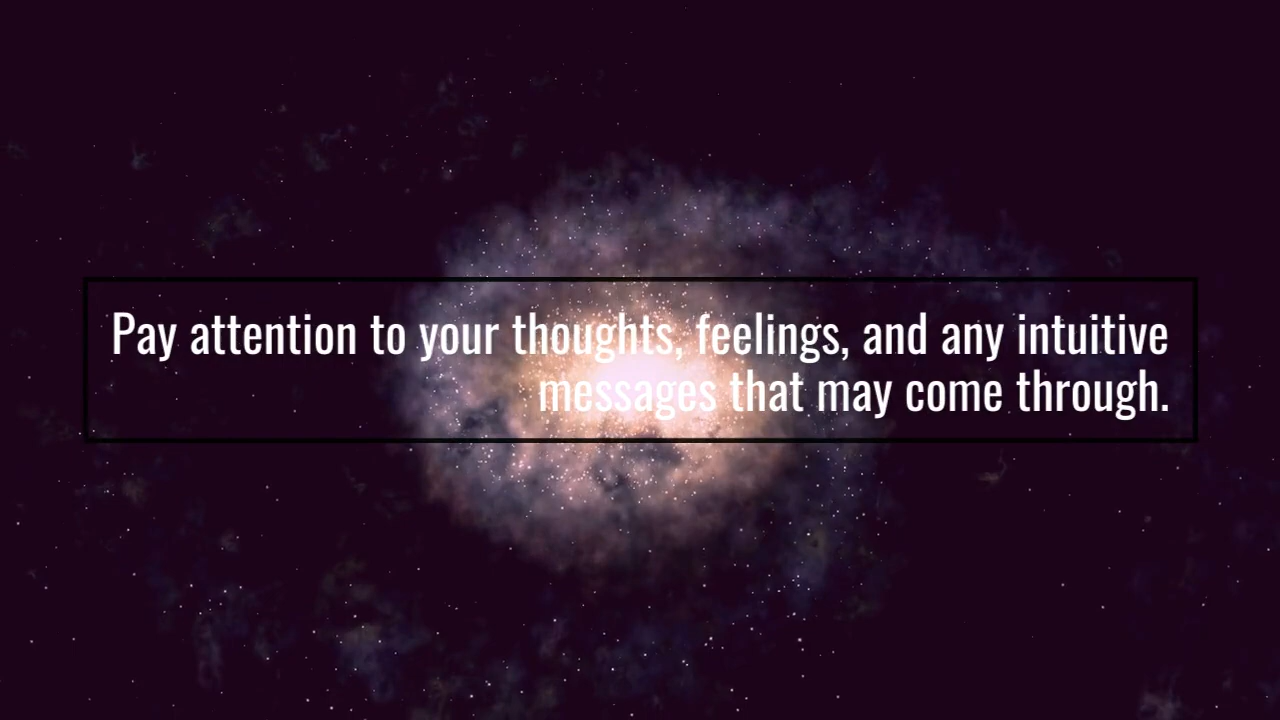 Pay attention to your thoughts, feelings, and any intuitive
messages that may come through.